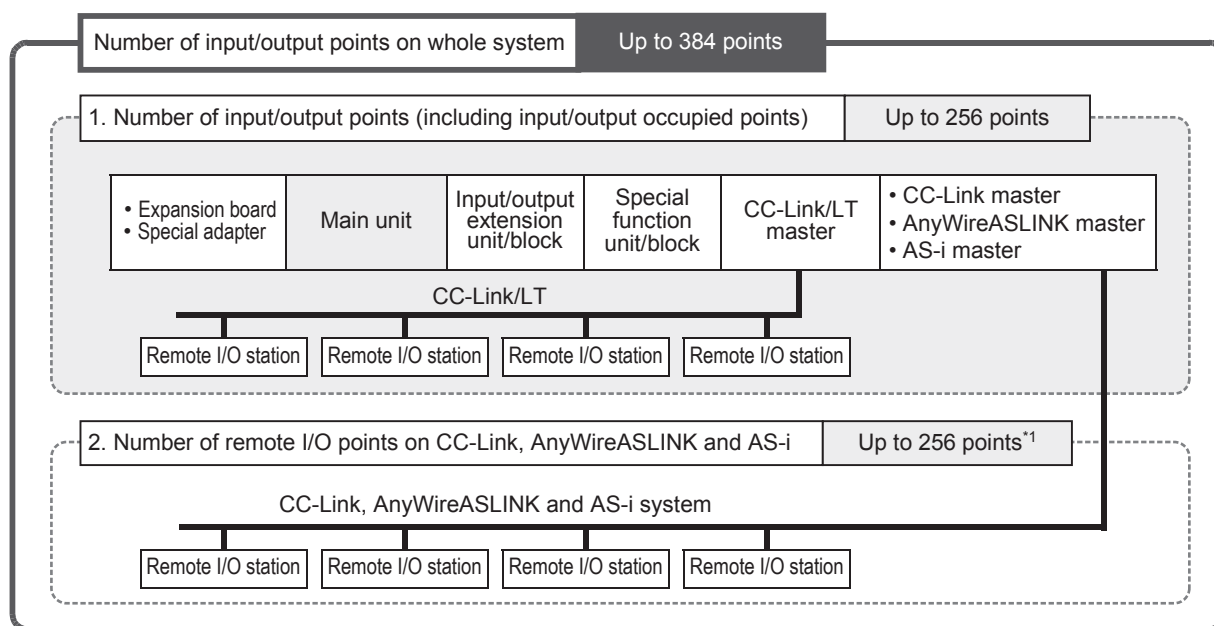 Number of input/output points on whole system
Up to 384 points
1. Number of input/output points (including input/output occupied points)
Up to 256 points
• Expansion board
• Special adapter
Main unit
Input/output
extension
unit/block
Special
function
unit/block
CC-Link/LT
master
• CC-Link master
• AnyWireASLINK master
• AS-i master
CC-Link/LT
Remote I/O station
Remote I/O station
Remote I/O station
Remote I/O station
2. Number of remote I/O points on CC-Link, AnyWireASLINK and AS-i
Up to 256 points*1
CC-Link, AnyWireASLINK and AS-i system
Remote I/O station
Remote I/O station
Remote I/O station
Remote I/O station